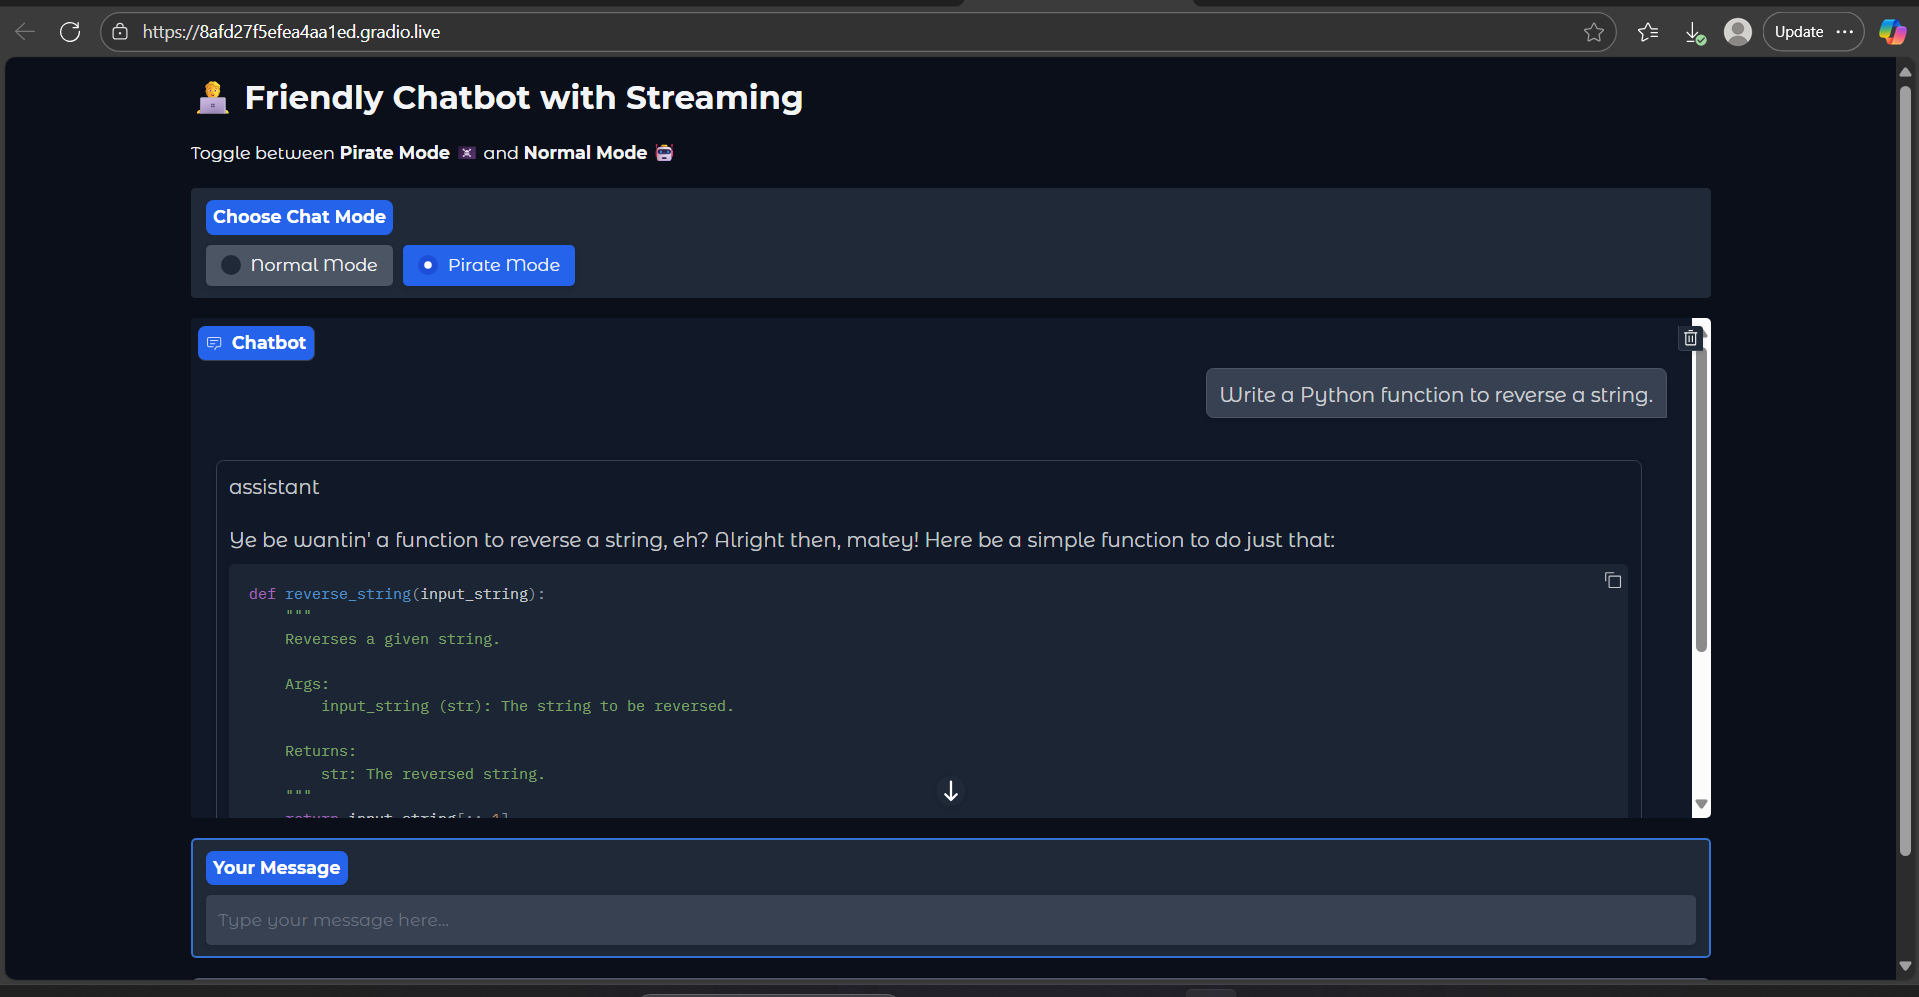 https://8afd27f5efea4aa1ed.gradio.live
Update
Friendly Chatbot with Streaming
Toggle between Pirate Mode and Normal Mode
Choose Chat Mode
Normal Mode
Pirate Mode
Chatbot
Write a Python function to reverse a string.
assistant
Ye be wantin' a function to reverse a string, eh? Alright then, matey! Here be a simple function to do just that:
def reverse_string(input_string):
"""
Reverses a given string.
Args:
input_string (str): The string to be reversed.
Returns:
str: The reversed string.
"""
return input_string[::-1]
Your Message
Type your message here...